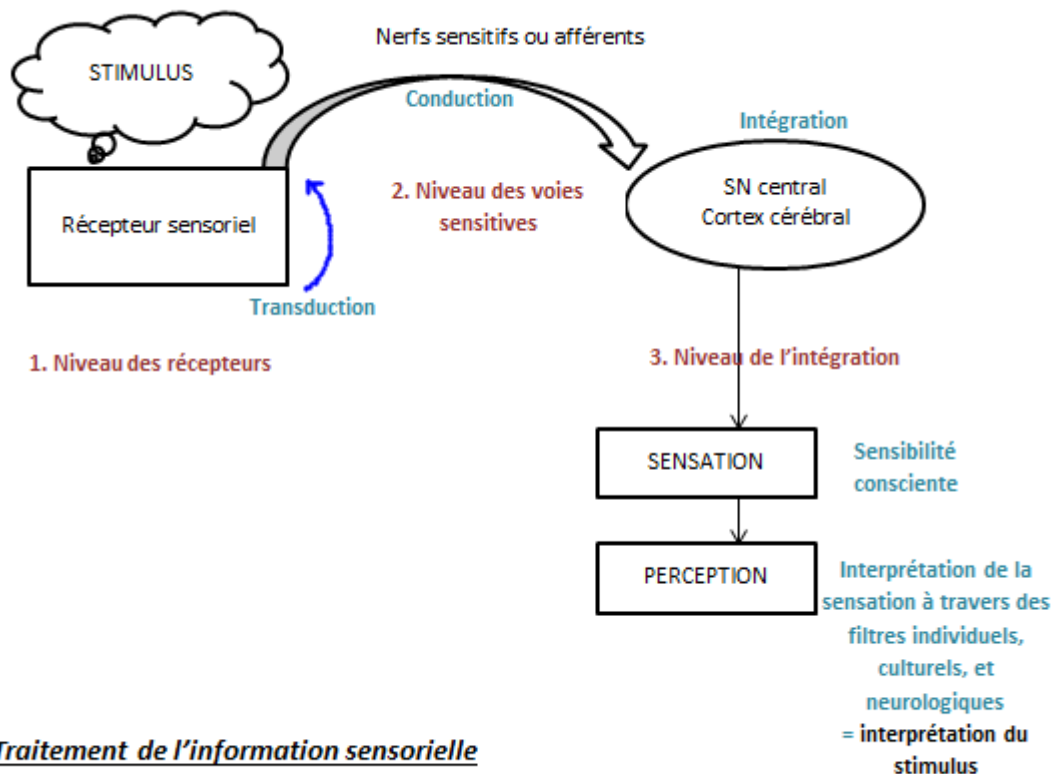 Nerfs sensitifs ou afférents
STIMULUS
Conduction
Intégration
2. Niveau des voies
sensitives
SN central
Cortex cérébral
Récepteur sensoriel
Transduction
1. Niveau des récepteurs
3. Niveau de l'intégration
SENSATION
Sensibilité
consciente
PERCEPTION
Interprétation de la
sensation à travers des
filtres individuels,
culturels, et
neurologiques
= interprétation du
stimulus
Traitement de l'information sensorielle